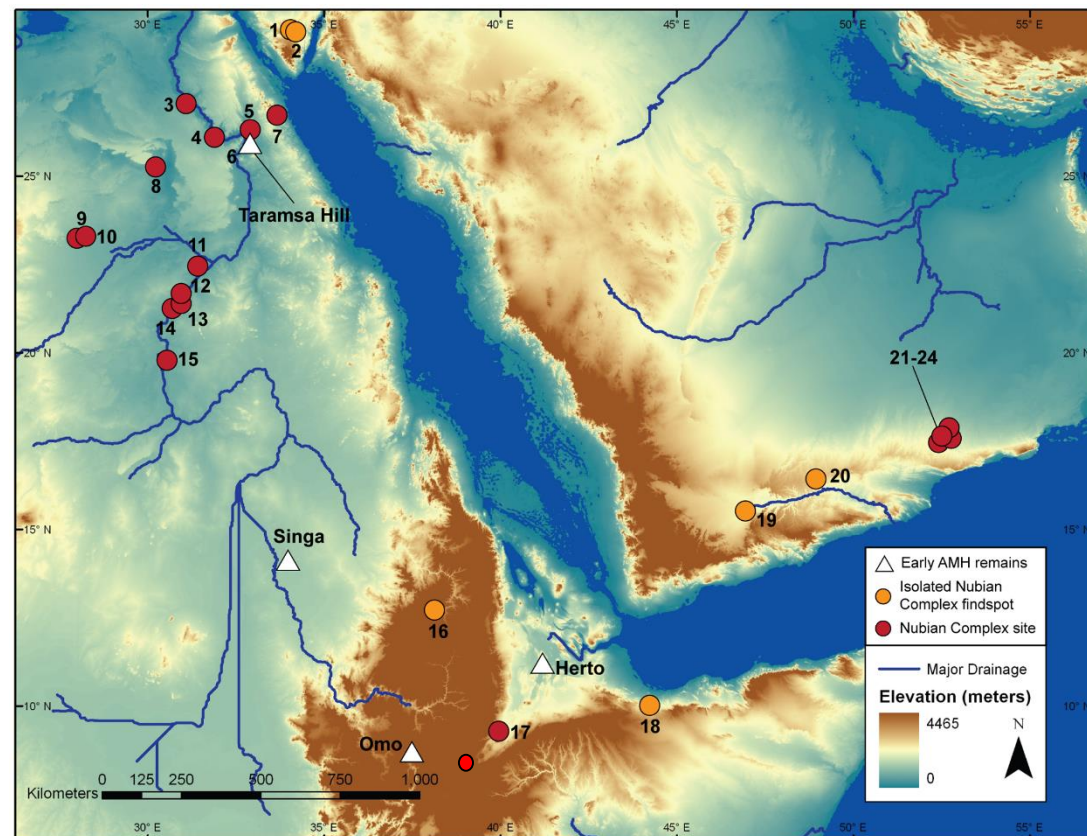 30° E 35° E 40° E 45° E 50° E 55° E
1
2
3
5
7
4
6
8
25° N
25° N
Taramsa Hill
9
10
11
12
13
14
20° N
15
20° N
21-24
20
19
15° N
15° N
Singa
Early AMH remains
Isolated Nubian
Complex findspot
Nubian Complex site
16
Herto
Major Drainage
Elevation (meters)
4465
N
0
10° N
10° N
18
17
Omo
0 125 250 500 750 1,000
Kilometers
30° E 35° E 40° E 45° E 50° E 55° E